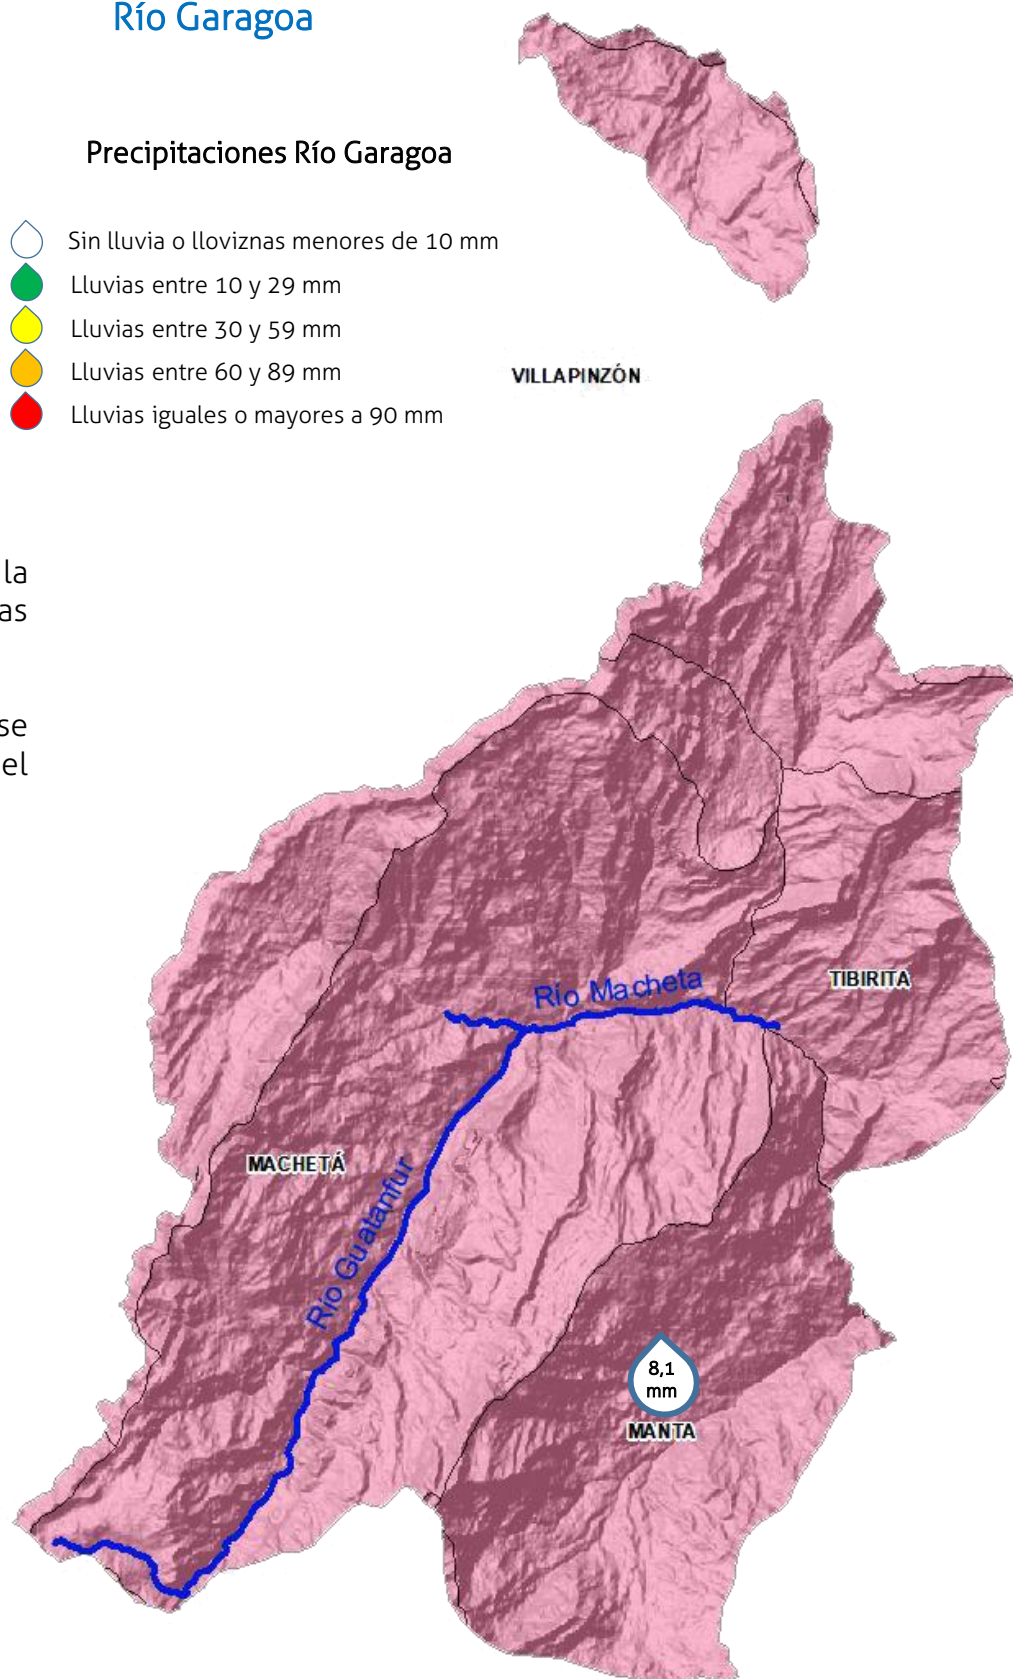 Río Garagoa
Precipitaciones Río Garagoa
Sin lluvia o lloviznas menores de 10 mm
Lluvias entre 10 y 29 mm
Lluvias entre 30 y 59 mm
Lluvias entre 60 y 89 mm
Lluvias iguales o mayores a 90 mm
VILLAPINZÓN
la
as
se
el
Río Macheta
TIBIRITA
MACHETÁ
Río Guatanfur
8,1
mm
MANTA